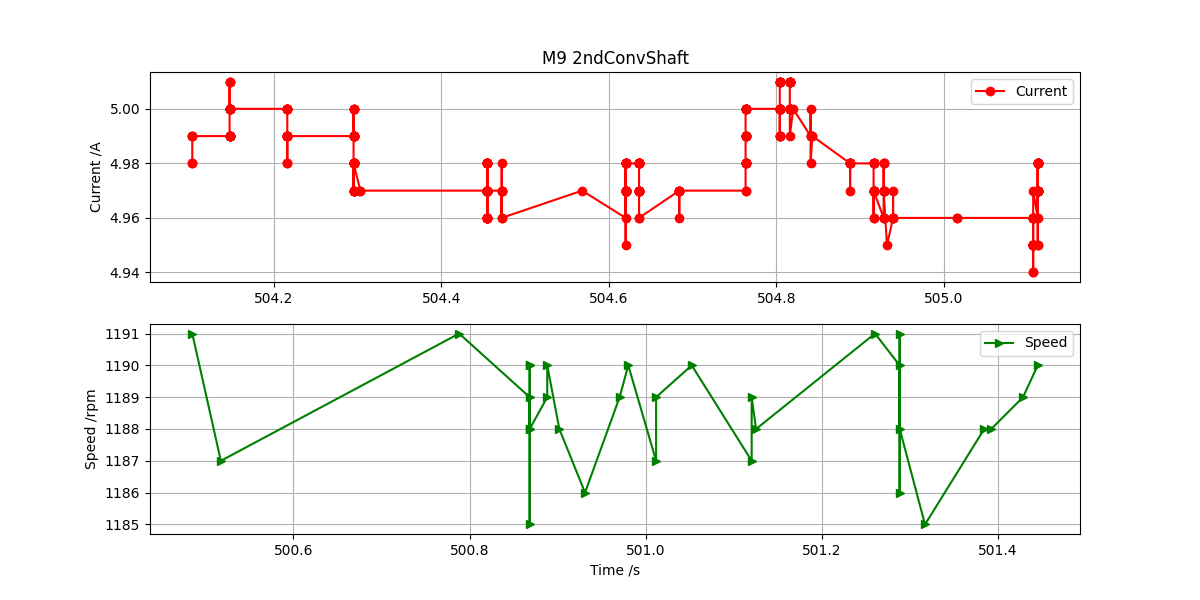 M9 2ndConvShaft
Current
5.00
4.98
4.96
4.94
Current /A
504.2 504.4 504.6 504.8 505.0
Speed
1191
1190
1189
1188
1187
1186
1185
Speed /rpm
500.6 500.8 501.0 501.2 501.4
Time /s